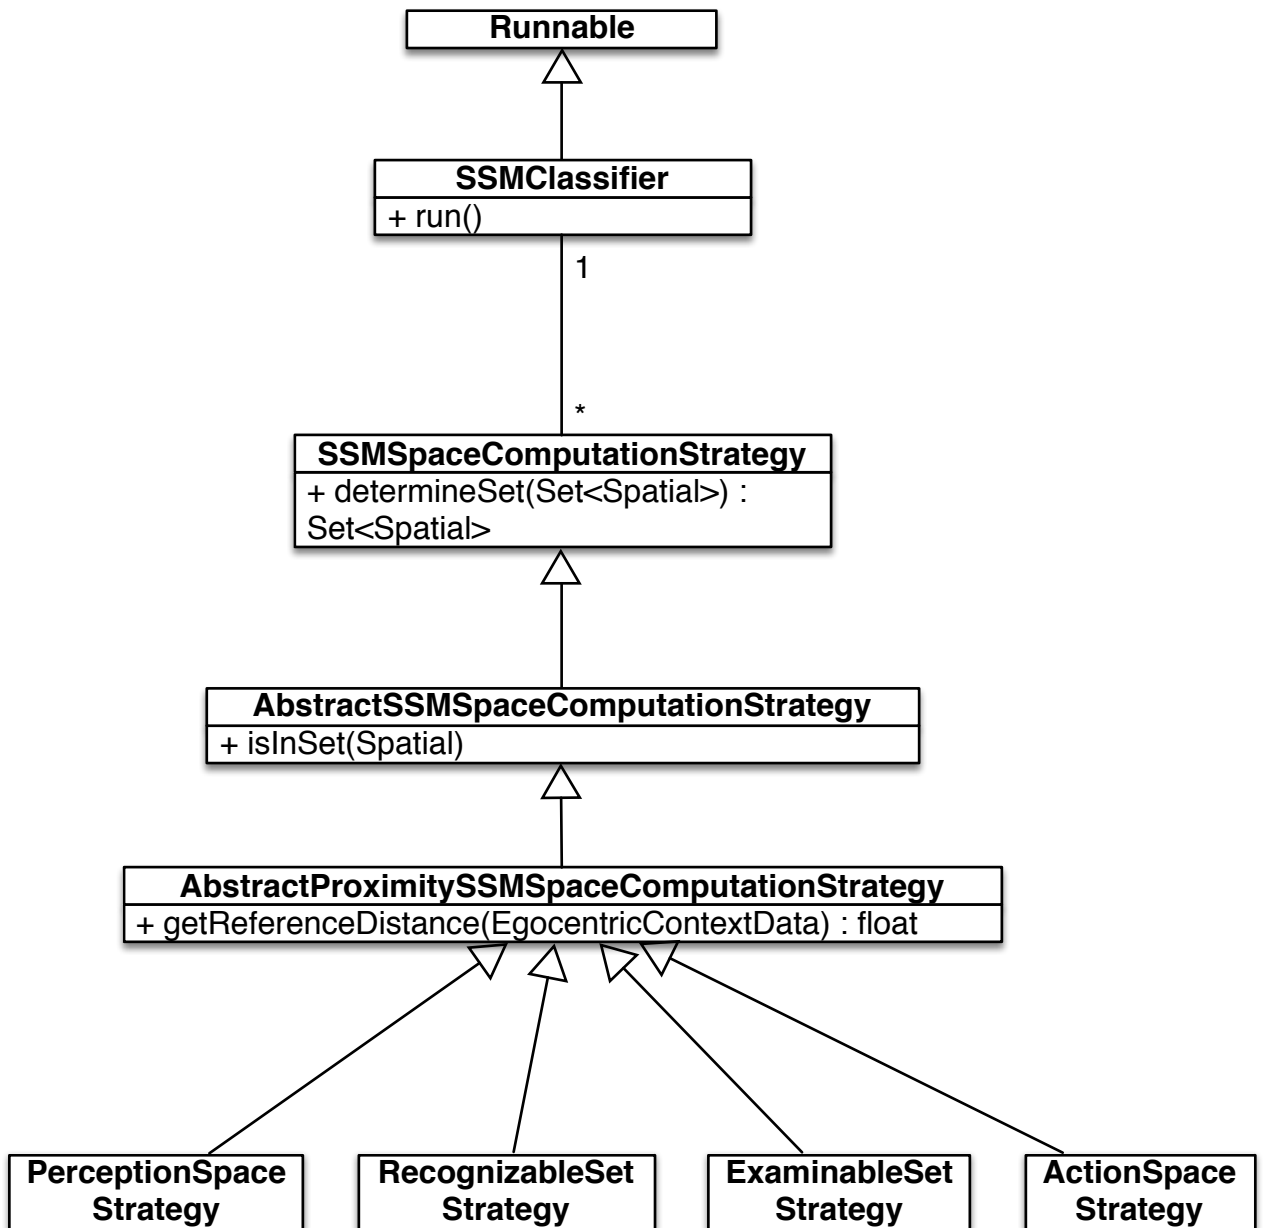 Runnable
SSMClassifier
+ run()
1
*
SSMSpaceComputationStrategy
+ determineSet(Set<Spatial>) :
Set<Spatial>
AbstractSSMSpaceComputationStrategy
+ isInSet(Spatial)
AbstractProximitySSMSpaceComputationStrategy
+ getReferenceDistance(EgocentricContextData) : float
PerceptionSpace
Strategy
RecognizableSet
Strategy
ExaminableSet
Strategy
ActionSpace
Strategy